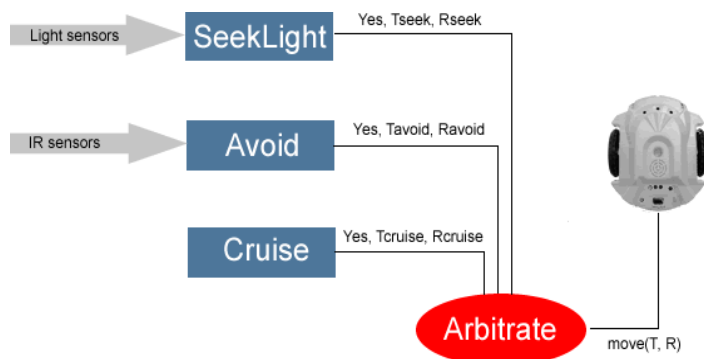 Light sensors
SeekLight
Yes, Tseek, Rseek
IR sensors
Avoid
Yes, Tavoid, Ravoid
Cruise
Yes, Tcruise, Rcruise
Arbitrate
move(T, R)